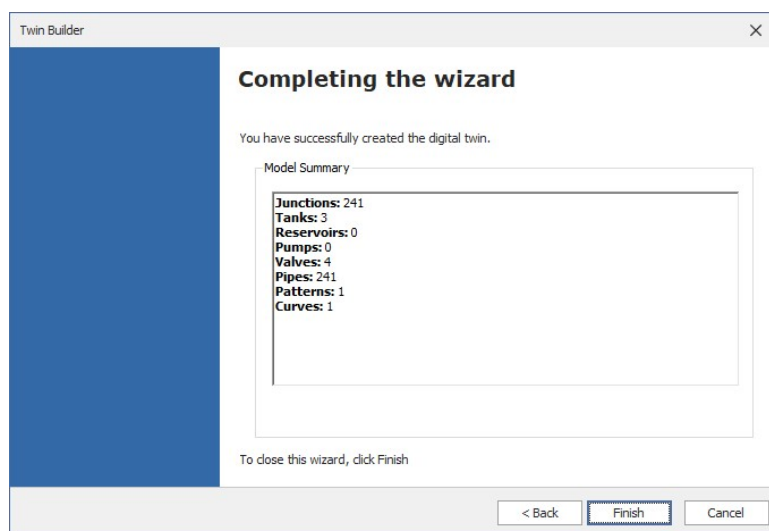 Twin Builder
Completing the wizard
You have successfully created the digital twin.
Model Summary
Junctions: 241
Tanks: 3
Reservoirs: 0
Pumps: 0
Valves: 4
Pipes: 241
Patterns: 1
Curves: 1
To close this wizard, click Finish
< Back Finish Cancel